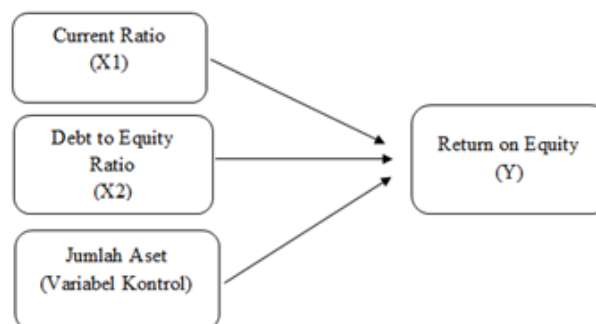 Current Ratio
(X1)
Debt to Equity
Ratio
(X2)
Jumlah Aset
(Variabel Kontrol)
Return on Equity
(Y)